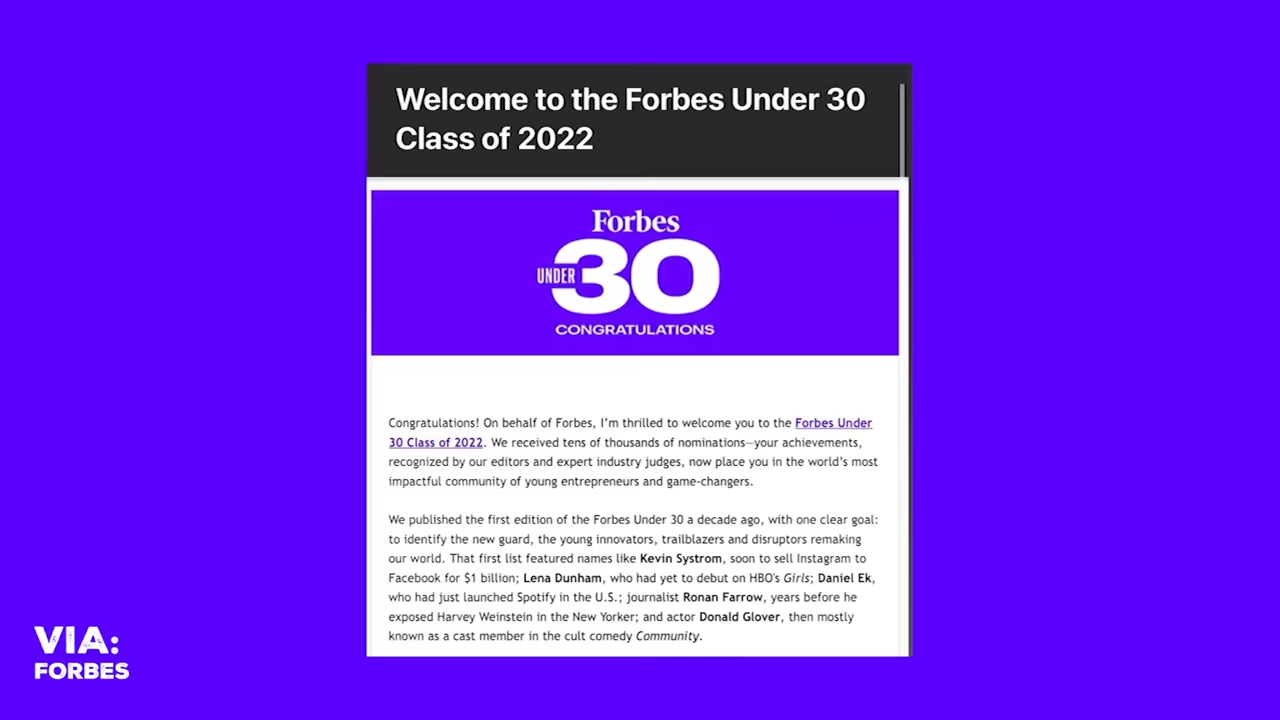 Welcome to the Forbes Under 30
Class of 2022
Forbes
UNDER 30
CONGRATULATIONS
Congratulations! On behalf of Forbes, I'm thrilled to welcome you to the Forbes Under
30 Class of 2022. We received tens of thousands of nominations—your achievements,
recognized by our editors and expert industry judges, now place you in the world's most
impactful community of young entrepreneurs and game-changers.
We published the first edition of the Forbes Under 30 a decade ago, with one clear goal:
to identify the new guard, the young innovators, trailblazers and disruptors remaking
our world. That first list featured names like Kevin Systrom, soon to sell Instagram to
Facebook for $1 billion; Lena Dunham, who had yet to debut on HBO's Girls; Daniel Ek,
who had just launched Spotify in the U.S.; journalist Ronan Farrow, years before he
exposed Harvey Weinstein in the New Yorker; and actor Donald Glover, then mostly
known as a cast member in the cult comedy Community.
VIA:
FORBES